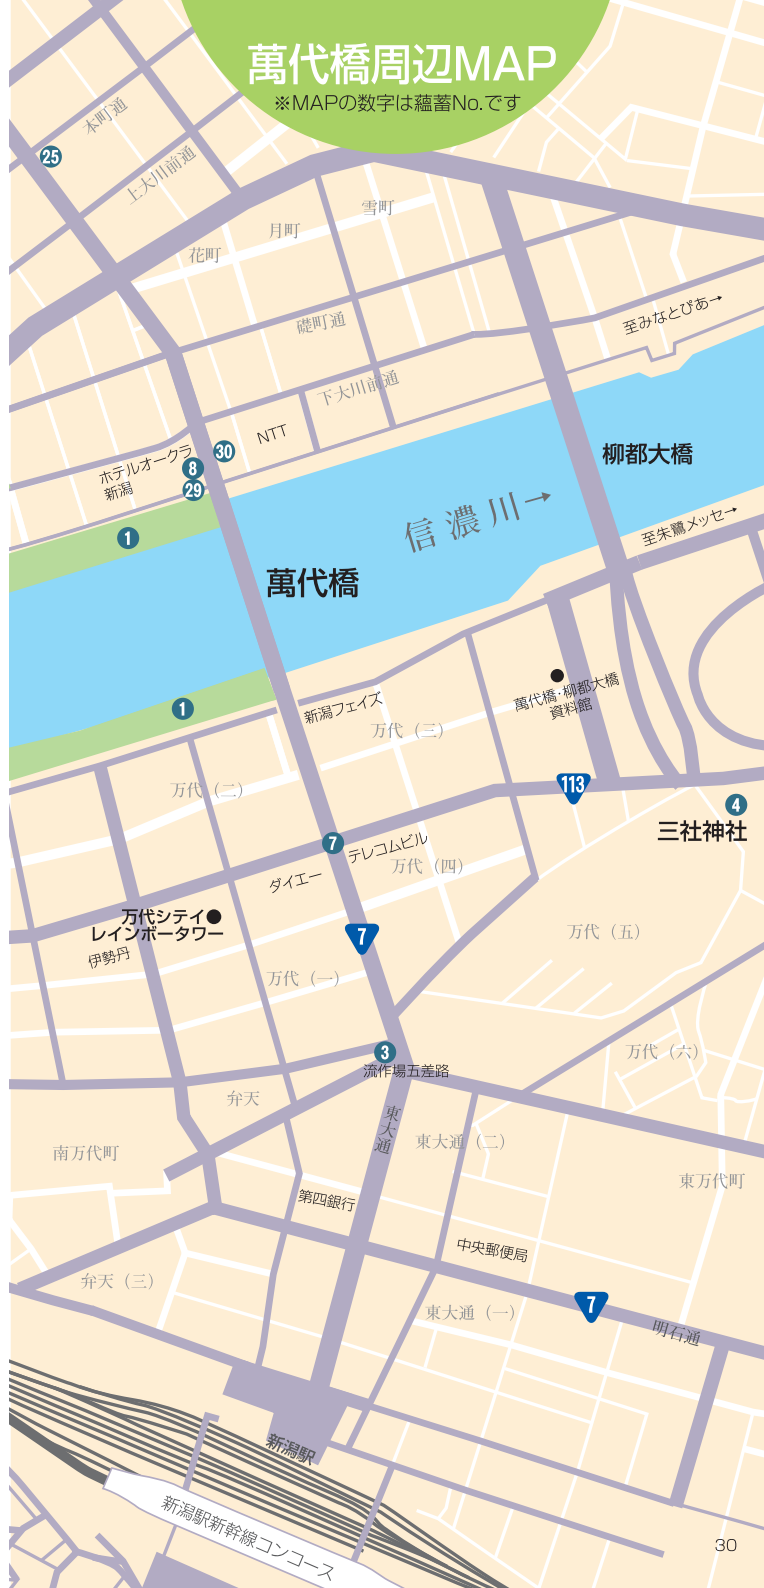 萬代橋周辺MAP
※MAPの数字は蘊蓄No.です
本町通
25
上大川前通
雪町
月町
花町
至みなとぴあ→
礎町通
下大川前通
NTT
30
ホテルオークラ
新潟
8
29
柳都大橋
信濃川→
至朱鷺メッセ→
1
萬代橋
1
新潟フェイズ
萬代橋・柳都大橋
資料館
万代（三）
万代（二）
113
4
三社神社
7
テレコムビル
万代（四）
ダイエー
万代シテイ
レインボータワー
伊勢丹
7
万代（五）
万代（一）
3
流作場五差路
万代（六）
弁天
東大通
東大通（二）
南万代町
東万代町
第四銀行
中央郵便局
弁天（三）
東大通（一）
7
明石通
新潟駅
新潟駅新幹線コンコース
30